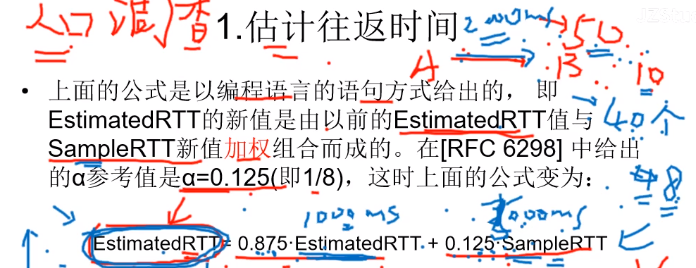 人口调查 1.估计往返时间 2000ms 50
A B 10
• 上面的公式是以编程语言的语句方式给出的， 即
EstimatedRTT的新值是由以前的EstimatedRTT值与 40个
SampleRTT新值加权组合而成的。在[RFC 6298] 中给出
的α参考值是α=0.125(即1/8)，这时上面的公式变为： 8
1000ms 2000ms
EstimatedRTT= 0.875·EstimatedRTT + 0.125·SampleRTT